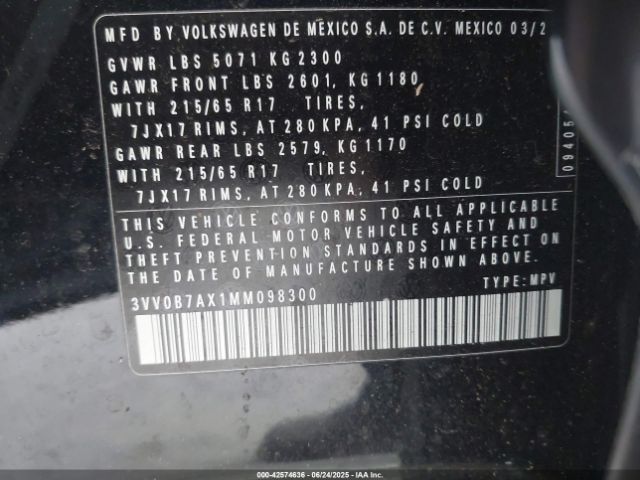 MFD BY VOLKSWAGEN DE MEXICO S.A. DE C.V. MEXICO 03/2
GVWR LBS 5071 KG 2300
GAWR FRONT LBS 2601, KG 1180
WITH 215/65 R17 TIRES,
7JX17 RIMS, AT 280 KPA, 41 PSI COLD
GAWR REAR LBS 2579, KG 1170
WITH 215/65 R17 TIRES,
7JX17 RIMS, AT 280 KPA, 41 PSI COLD
THIS VEHICLE CONFORMS TO ALL APPLICABLE
U.S. FEDERAL MOTOR VEHICLE SAFETY AND
THEFT PREVENTION STANDARDS IN EFFECT ON
THE DATE OF MANUFACTURE SHOWN ABOVE.
3VV0B7AX1MM098300
TYPE: MPV
09405
000-42574636 - 06/24/2025 - IAAI.com